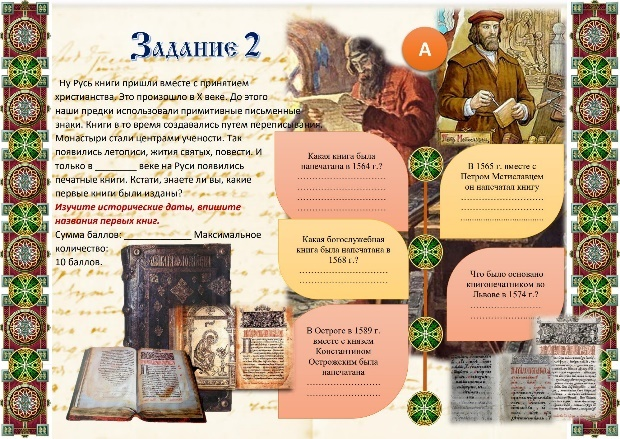 Задание 2
А
Ну Русь книги пришли вместе с принятием
христианства. Это произошло в X веке. До этого
наши предки использовали примитивные письменные
знаки. Книги в то время создавались путем переписывания.
Монастыри стали центрами учености. Так
появились летописи, жития святых, повести. И
только в ________ веке на Руси появились
печатные книги. Кстати, знаете ли вы, какие
первые книги были изданы?
Изучите исторические даты, впишите
названия первых книг.
Сумма баллов: _____________ Максимальное
количество:
10 баллов.
Какая книга была
напечатана в 1564 г.?
В 1565 г. вместе с
Петром Мстиславцем
он напечатал книгу
Какая богослужебная
книга была напечатана в
1568 г.?
Что было основано
книгопечатником во
Львове в 1574 г.?
В Остроге в 1589 г.
вместе с князем
Константином
Острожским была
напечатана